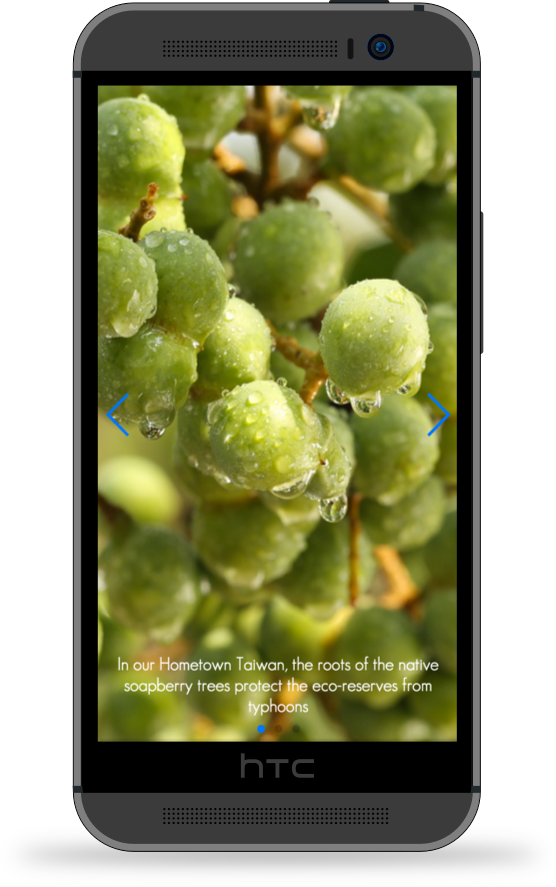 In our Hometown Taiwan, the roots of the native
soapberry trees protect the eco-reserves from
typhoons
hTC